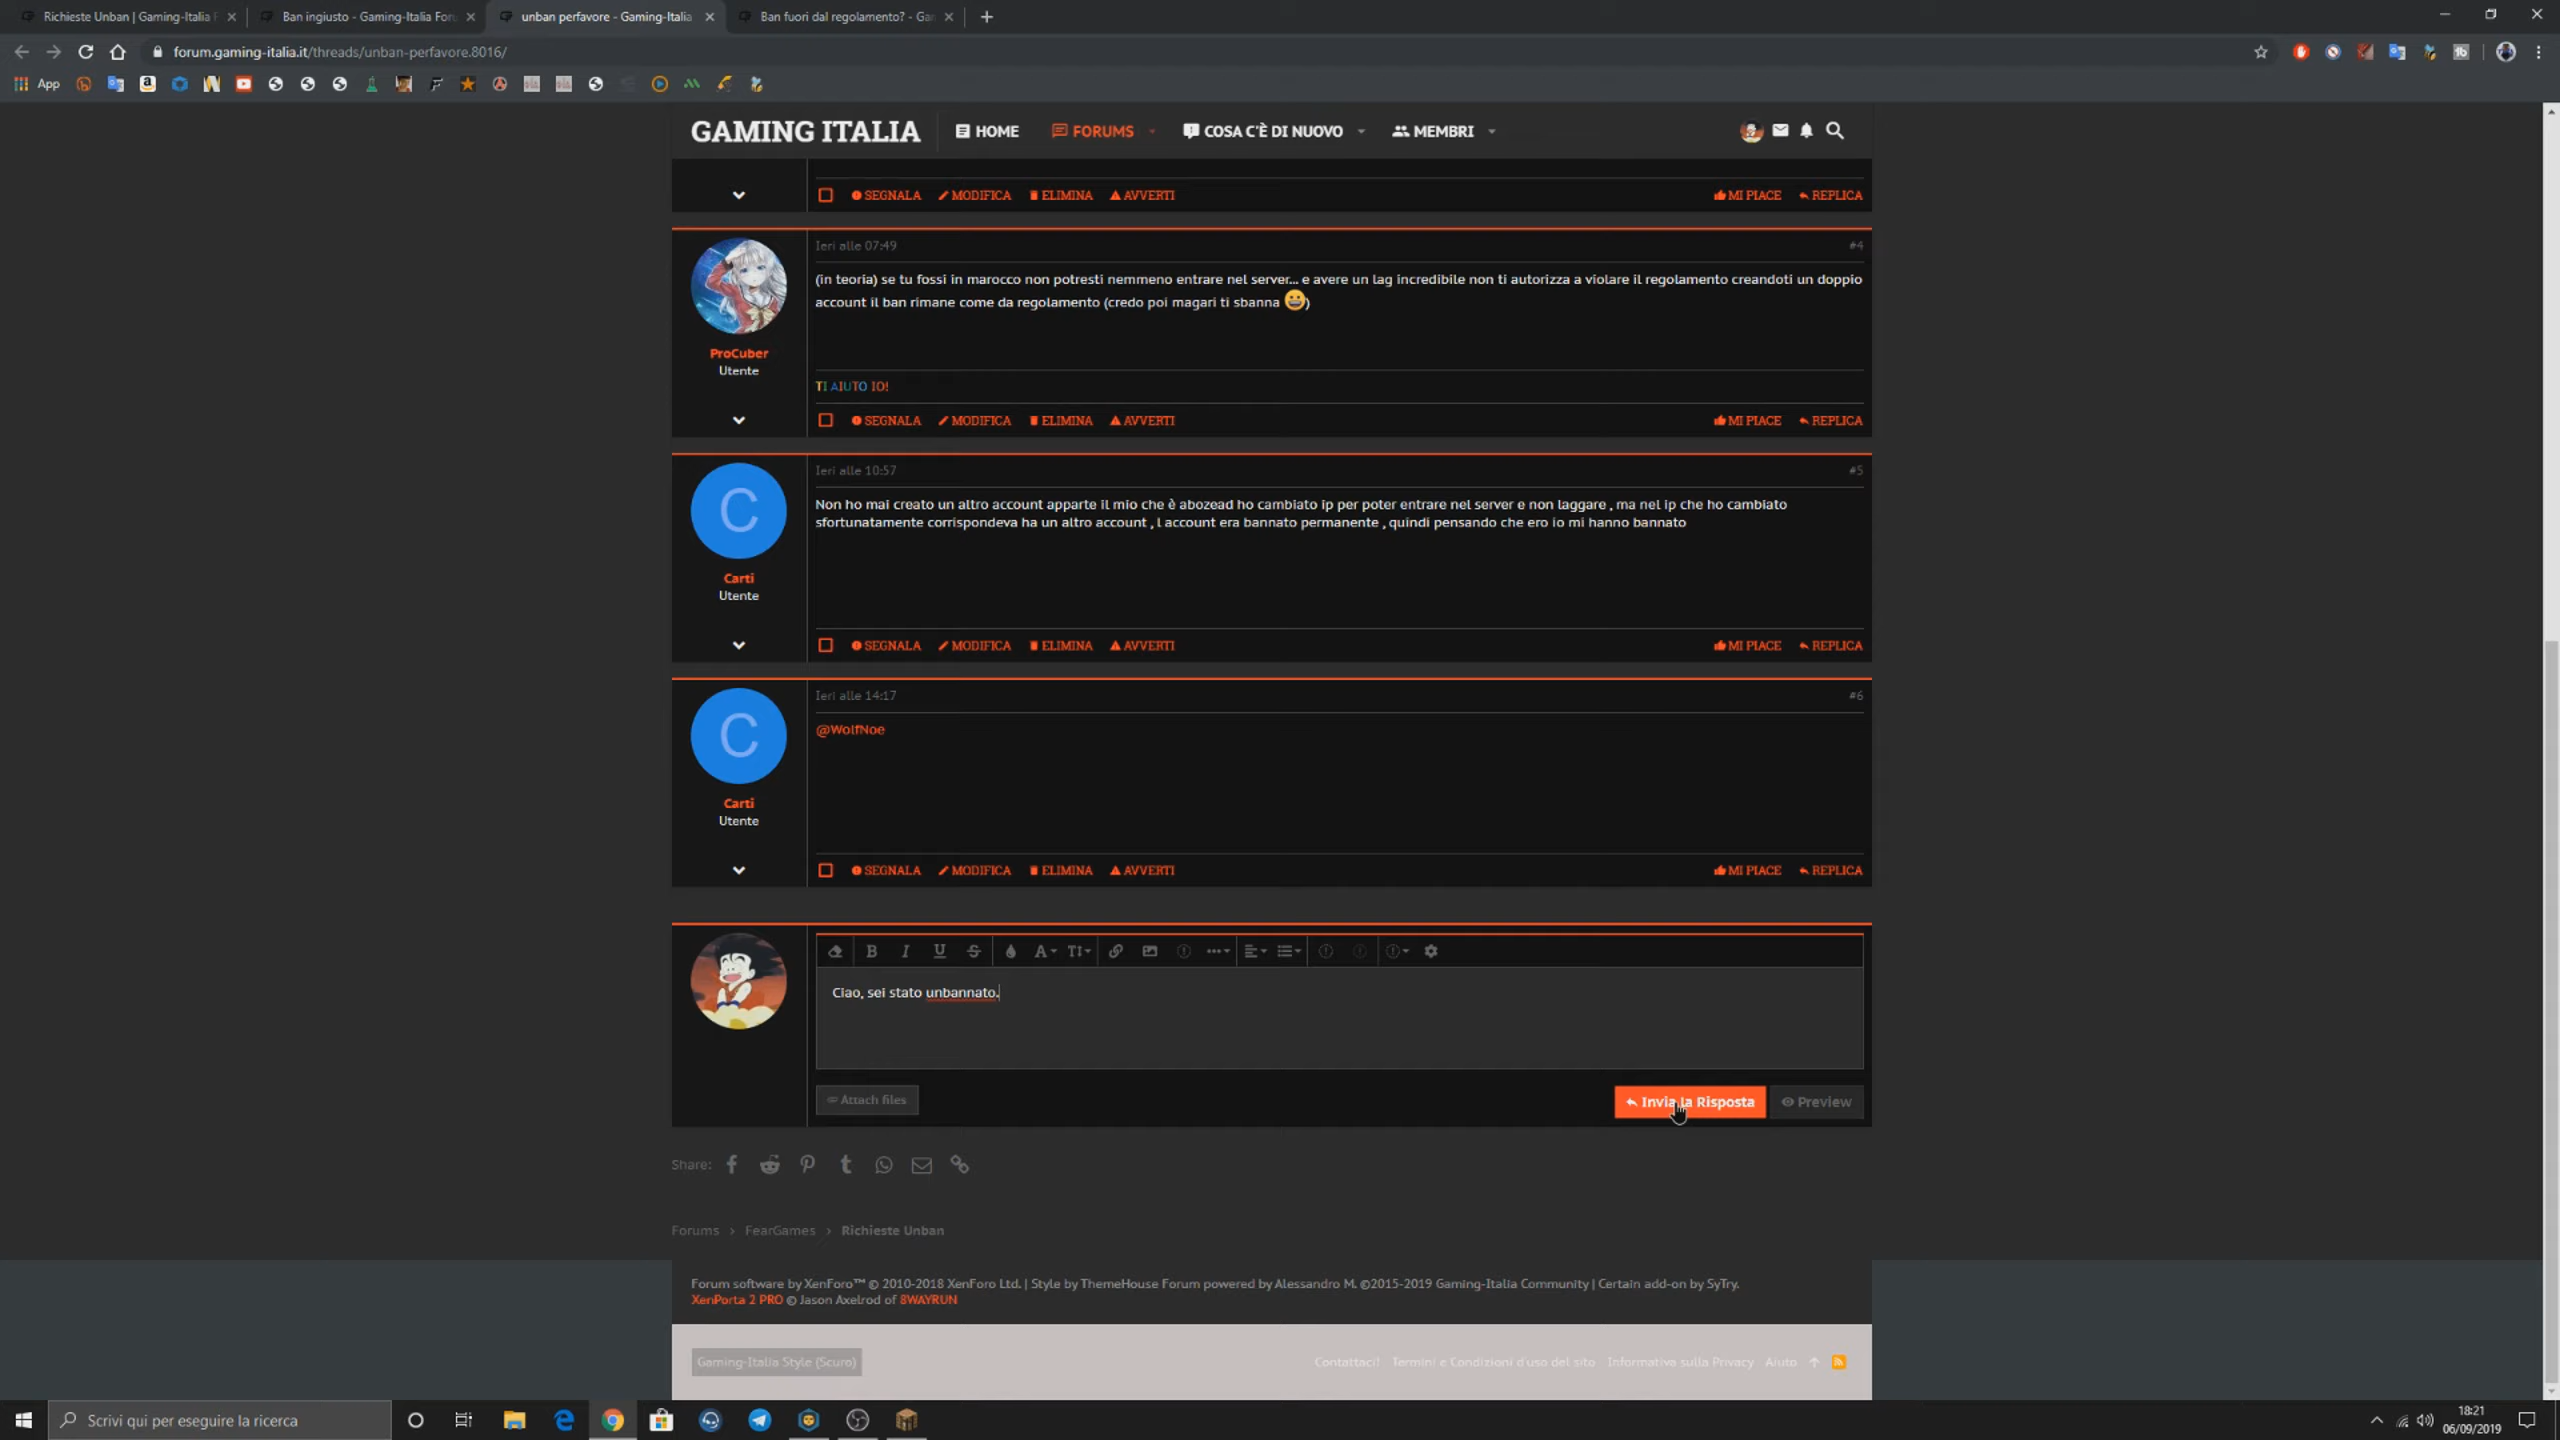 Richieste Unban | Gaming-Italia F
Ban ingiusto - Gaming-Italia Foru
unban perfavore - Gaming-Italia
Ban fuori dal regolamento? - Ga
forum.gaming-italia.it/threads/unban-perfavore.8016/
App
GAMING ITALIA
HOME
FORUMS
COSA C'È DI NUOVO
MEMBRI
SEGNALA MODIFICA ELIMINA AVVERTI MI PIACE REPLICA
Ieri alle 07:49 #4
(in teoria) se tu fossi in marocco non potresti nemmeno entrare nel server... e avere un lag incredibile non ti autorizza a violare il regolamento creandoti un doppio
account il ban rimane come da regolamento (credo poi magari ti sbanna 😀)
ProCuber
Utente
TI AIUTO IO!
SEGNALA MODIFICA ELIMINA AVVERTI MI PIACE REPLICA
Ieri alle 10:57 #5
C
Non ho mai creato un altro account apparte il mio che è abozead ho cambiato ip per poter entrare nel server e non laggare , ma nel ip che ho cambiato
sfortunatamente corrispondeva ha un altro account , l account era bannato permanente , quindi pensando che ero io mi hanno bannato
Carti
Utente
SEGNALA MODIFICA ELIMINA AVVERTI MI PIACE REPLICA
Ieri alle 14:17 #6
C
@WolfNoe
Carti
Utente
SEGNALA MODIFICA ELIMINA AVVERTI MI PIACE REPLICA
Ciao, sei stato unbannato.
Attach files
Invia la Risposta
Preview
Share:
Forums › FearGames › Richieste Unban
Forum software by XenForo™ © 2010-2018 XenForo Ltd. | Style by ThemeHouse Forum powered by Alessandro M. ©2015-2019 Gaming-Italia Community | Certain add-on by SyTry.
XenPorta 2 PRO © Jason Axelrod of 8WAYRUN
Gaming-Italia Style (Scuro)
Contattaci! Termini e Condizioni d'uso del sito Informativa sulla Privacy Aiuto
Scrivi qui per eseguire la ricerca
18:21
06/09/2019